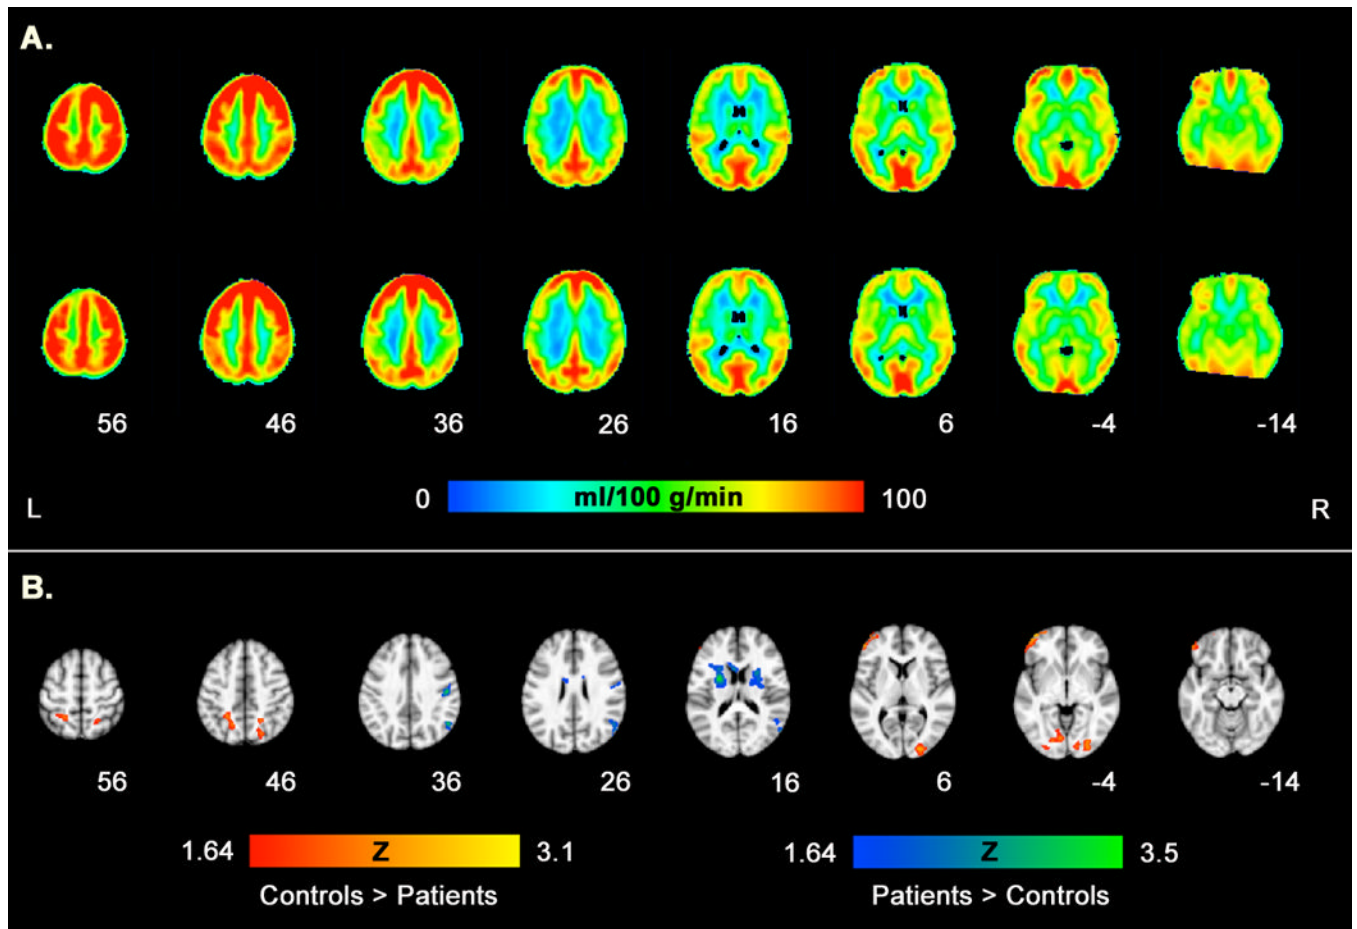 A.
56 46 36 26 16 6 -4 -14
0 ml/100 g/min 100
L R
B.
56 46 36 26 16 6 -4 -14
1.64 Z 3.1 1.64 Z 3.5
Controls > Patients Patients > Controls